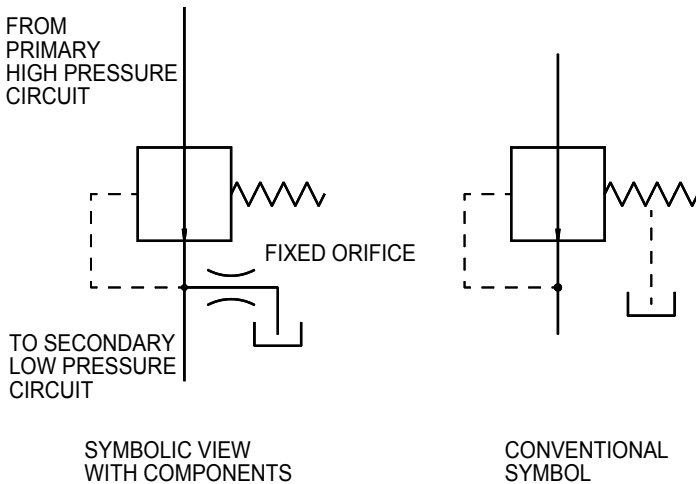 FROM
PRIMARY
HIGH PRESSURE
CIRCUIT
FIXED ORIFICE
TO SECONDARY
LOW PRESSURE
CIRCUIT
SYMBOLIC VIEW
WITH COMPONENTS
CONVENTIONAL
SYMBOL